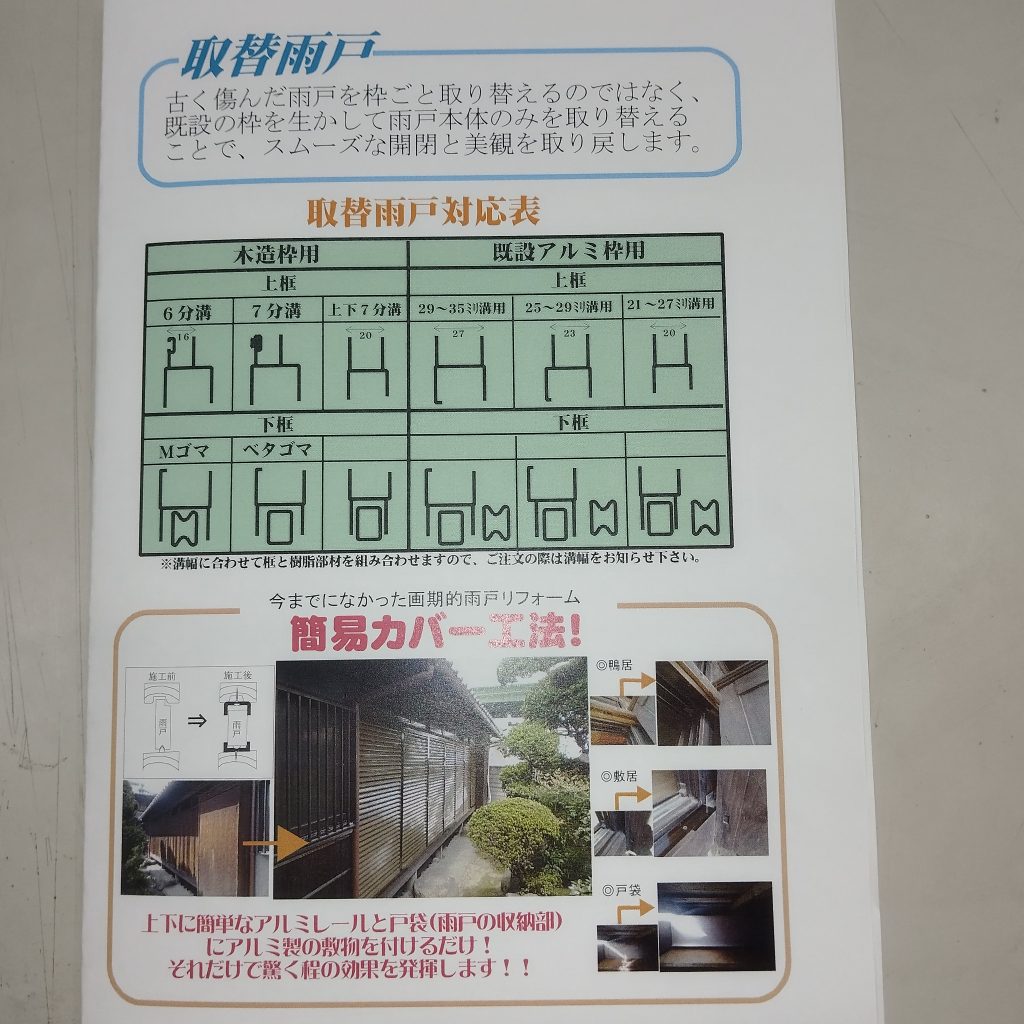 取替雨戸
古く傷んだ雨戸を枠ごと取り替えるのではなく、
既設の枠を生かして雨戸本体のみを取り替える
ことで、スムーズな開閉と美観を取り戻します。
取替雨戸対応表
木造枠用 既設アルミ枠用
上框 上框
6分溝 7分溝 上下7分溝 29〜35ミリ溝用 25〜29ミリ溝用 21〜27ミリ溝用
16 20 27 23 20
下框 下框
Mゴマ ベタゴマ
※溝幅に合わせて框と樹脂部材を組み合わせますので、ご注文の際は溝幅をお知らせ下さい。
今までになかった画期的雨戸リフォーム
簡易カバー工法!
施工前 施工後
雨戸 ⇒ 雨戸
◎鴨居
◎敷居
◎戸袋
上下に簡単なアルミレールと戸袋(雨戸の収納部)
にアルミ製の敷物を付けるだけ!
それだけで驚く程の効果を発揮します!!